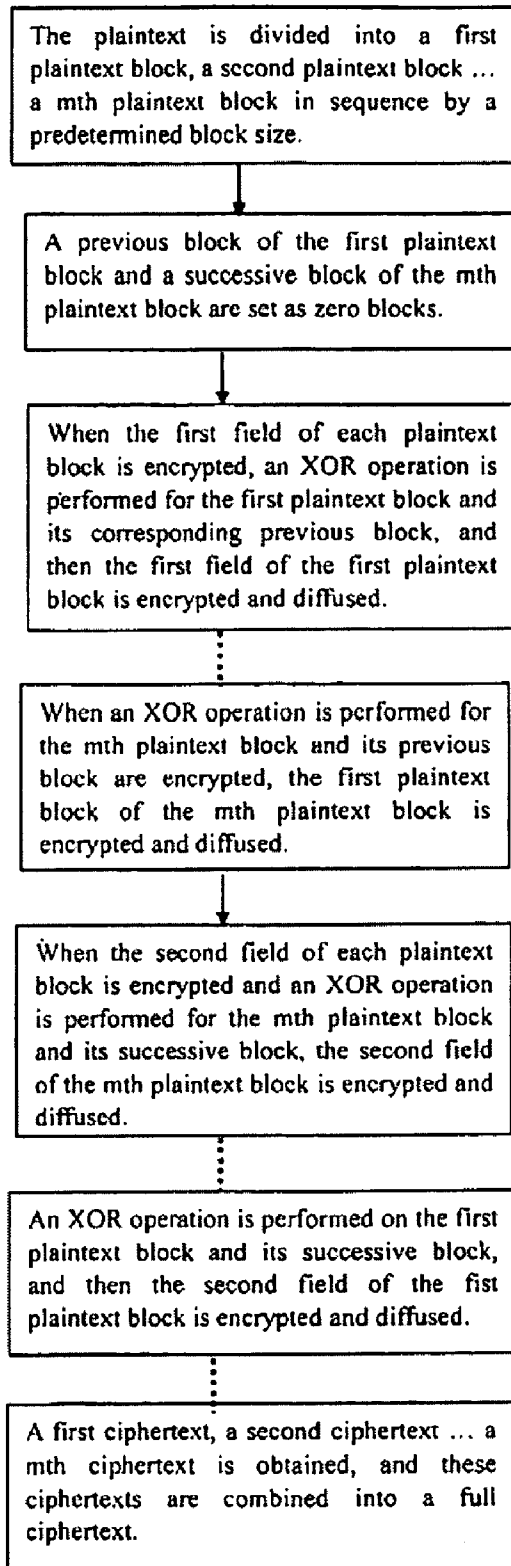 The plaintext is divided into a first
plaintext block, a second plaintext block ...
a mth plaintext block in sequence by a
predetermined block size.
A previous block of the first plaintext
block and a successive block of the mth
plaintext block are set as zero blocks.
When the first field of each plaintext
block is encrypted, an XOR operation is
performed for the first plaintext block and
its corresponding previous block, and
then the first field of the first plaintext
block is encrypted and diffused.
When an XOR operation is performed for
the mth plaintext block and its previous
block are encrypted, the first plaintext
block of the mth plaintext block is
encrypted and diffused.
When the second field of each plaintext
block is encrypted and an XOR operation
is performed for the mth plaintext block
and its successive block, the second field
of the mth plaintext block is encrypted and
diffused.
An XOR operation is performed on the first
plaintext block and its successive block,
and then the second field of the fist
plaintext block is encrypted and diffused.
A first ciphertext, a second ciphertext ... a
mth ciphertext is obtained, and these
ciphertexts are combined into a full
ciphertext.